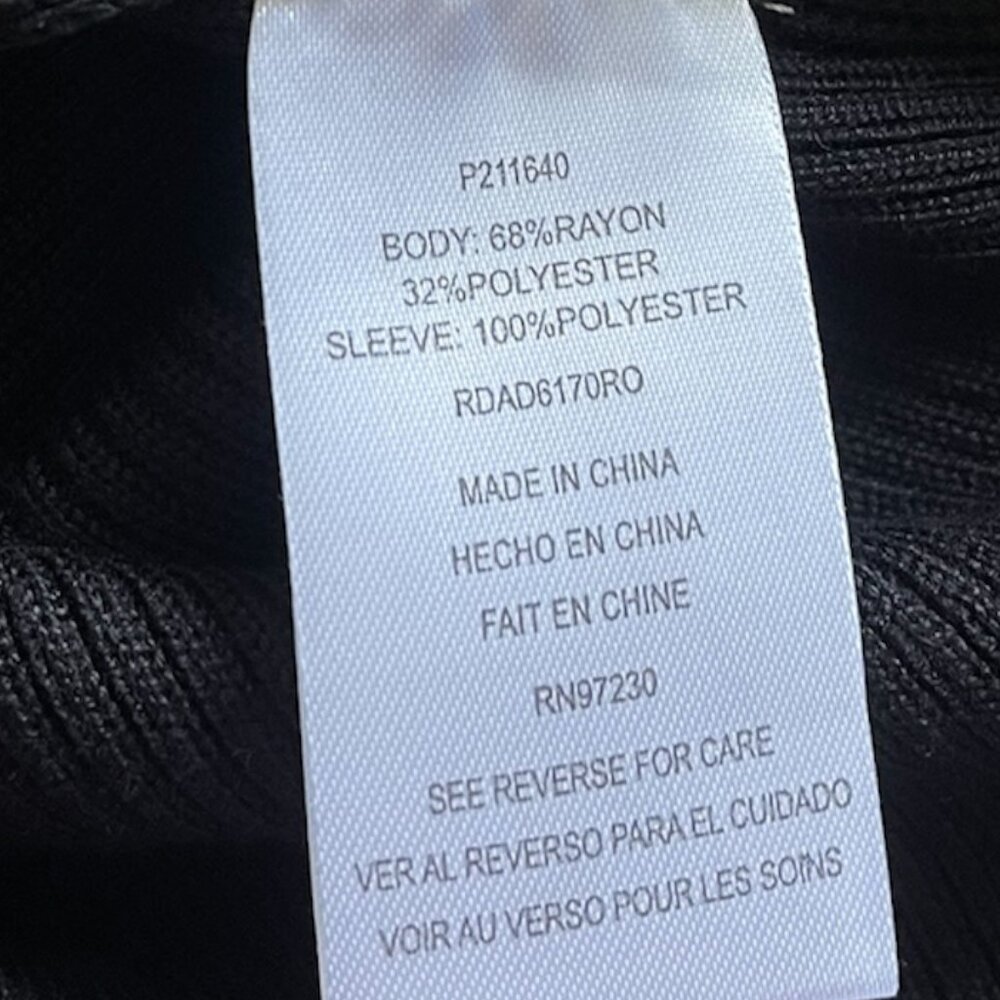 P211640
BODY: 68%RAYON
32%POLYESTER
SLEEVE: 100%POLYESTER
RDAD6170RO
MADE IN CHINA
HECHO EN CHINA
FAIT EN CHINE
RN97230
SEE REVERSE FOR CARE
VER AL REVERSO PARA EL CUIDADO
VOIR AU VERSO POUR LES SOINS